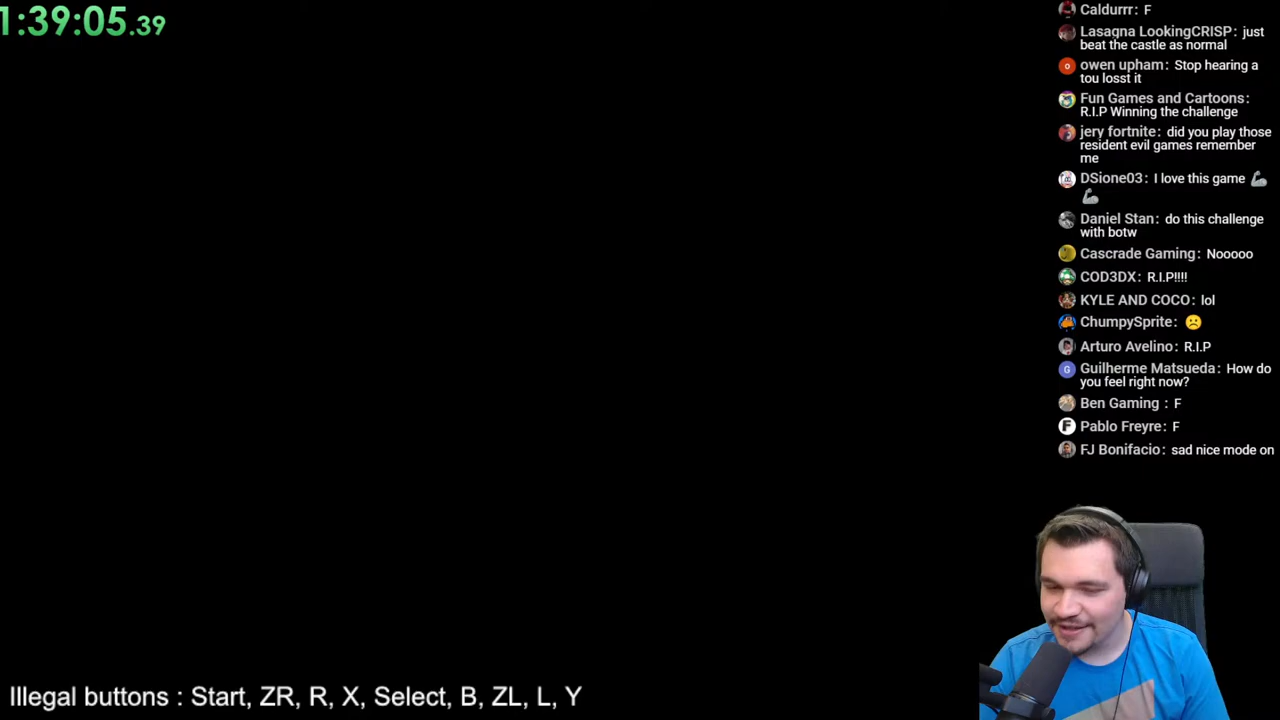 1:39:05.39
Caldurrr: F
Lasagna LookingCRISP: just
beat the castle as normal
owen upham: Stop hearing a
tou losst it
Fun Games and Cartoons:
R.I.P Winning the challenge
jery fortnite: did you play those
resident evil games remember
me
DSione03: I love this game 💪
💪
Daniel Stan: do this challenge
with botw
Cascrade Gaming: Nooooo
COD3DX: R.I.P!!!!
KYLE AND COCO: lol
ChumpySprite: ☹️
Arturo Avelino: R.I.P
G Guilherme Matsueda: How do
you feel right now?
Ben Gaming : F
F Pablo Freyre: F
FJ Bonifacio: sad nice mode on
Illegal buttons : Start, ZR, R, X, Select, B, ZL, L, Y